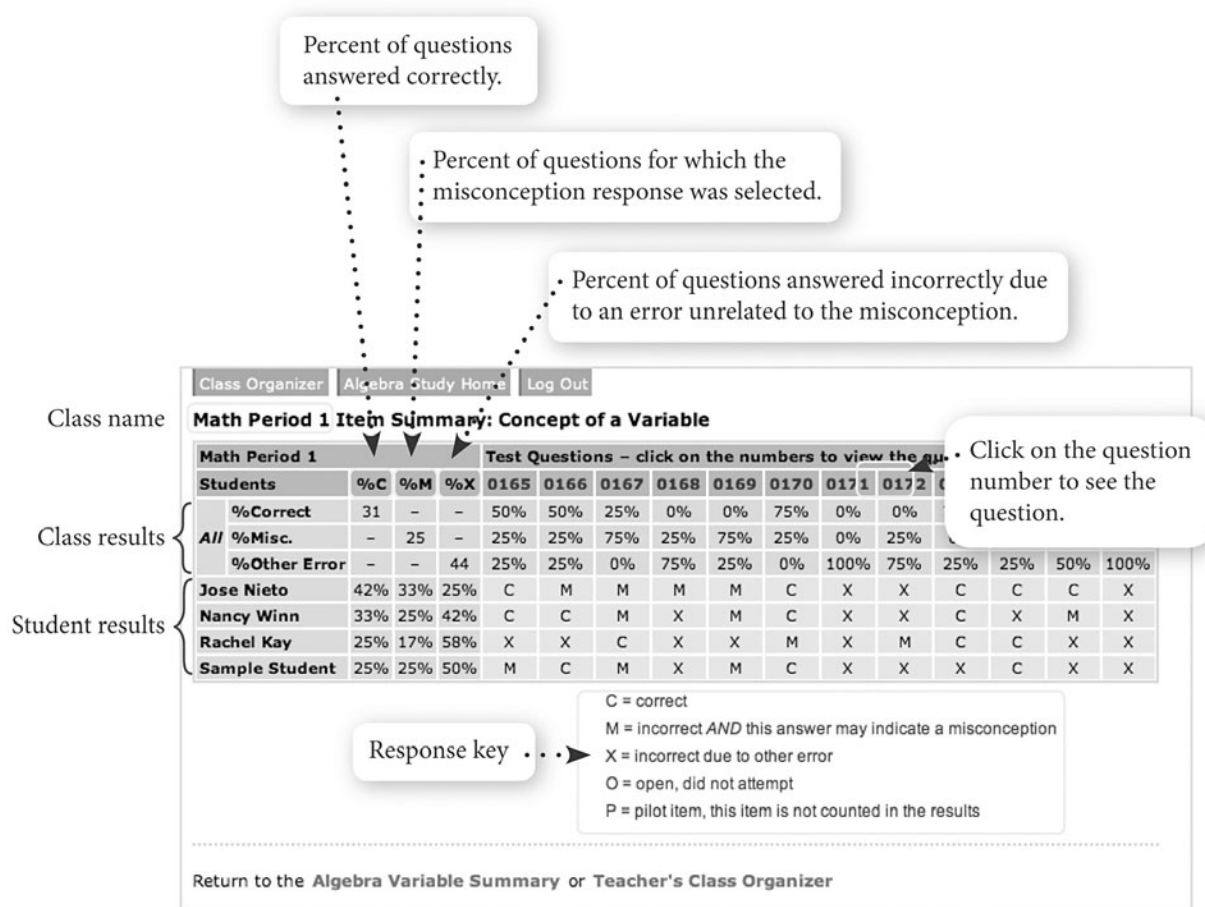 Percent of questions
answered correctly.
Percent of questions for which the
misconception response was selected.
Percent of questions answered incorrectly due
to an error unrelated to the misconception.
Class Organizer Algebra Study Home Log Out
Class name Math Period 1 Item Summary: Concept of a Variable
Math Period 1 Test Questions – click on the numbers to view the
Click on the question
number to see the
question.
Students %C %M %X 0165 0166 0167 0168 0169 0170 0171 0172
%Correct 31 – – 50% 50% 25% 0% 0% 75% 0% 0%
Class results All %Misc. – 25 – 25% 25% 75% 25% 75% 25% 0% 25%
%Other Error – – 44 25% 25% 0% 75% 25% 0% 100% 75% 25% 25% 50% 100%
Student results
Jose Nieto 42% 33% 25% C M M M M C X X C C C X
Nancy Winn 33% 25% 42% C C M X M C X X C X M X
Rachel Kay 25% 17% 58% X X C X X M X M C C X X
Sample Student 25% 25% 50% M C M X M C X X X C X X
C = correct
M = incorrect AND this answer may indicate a misconception
Response key X = incorrect due to other error
O = open, did not attempt
P = pilot item, this item is not counted in the results
Return to the Algebra Variable Summary or Teacher's Class Organizer